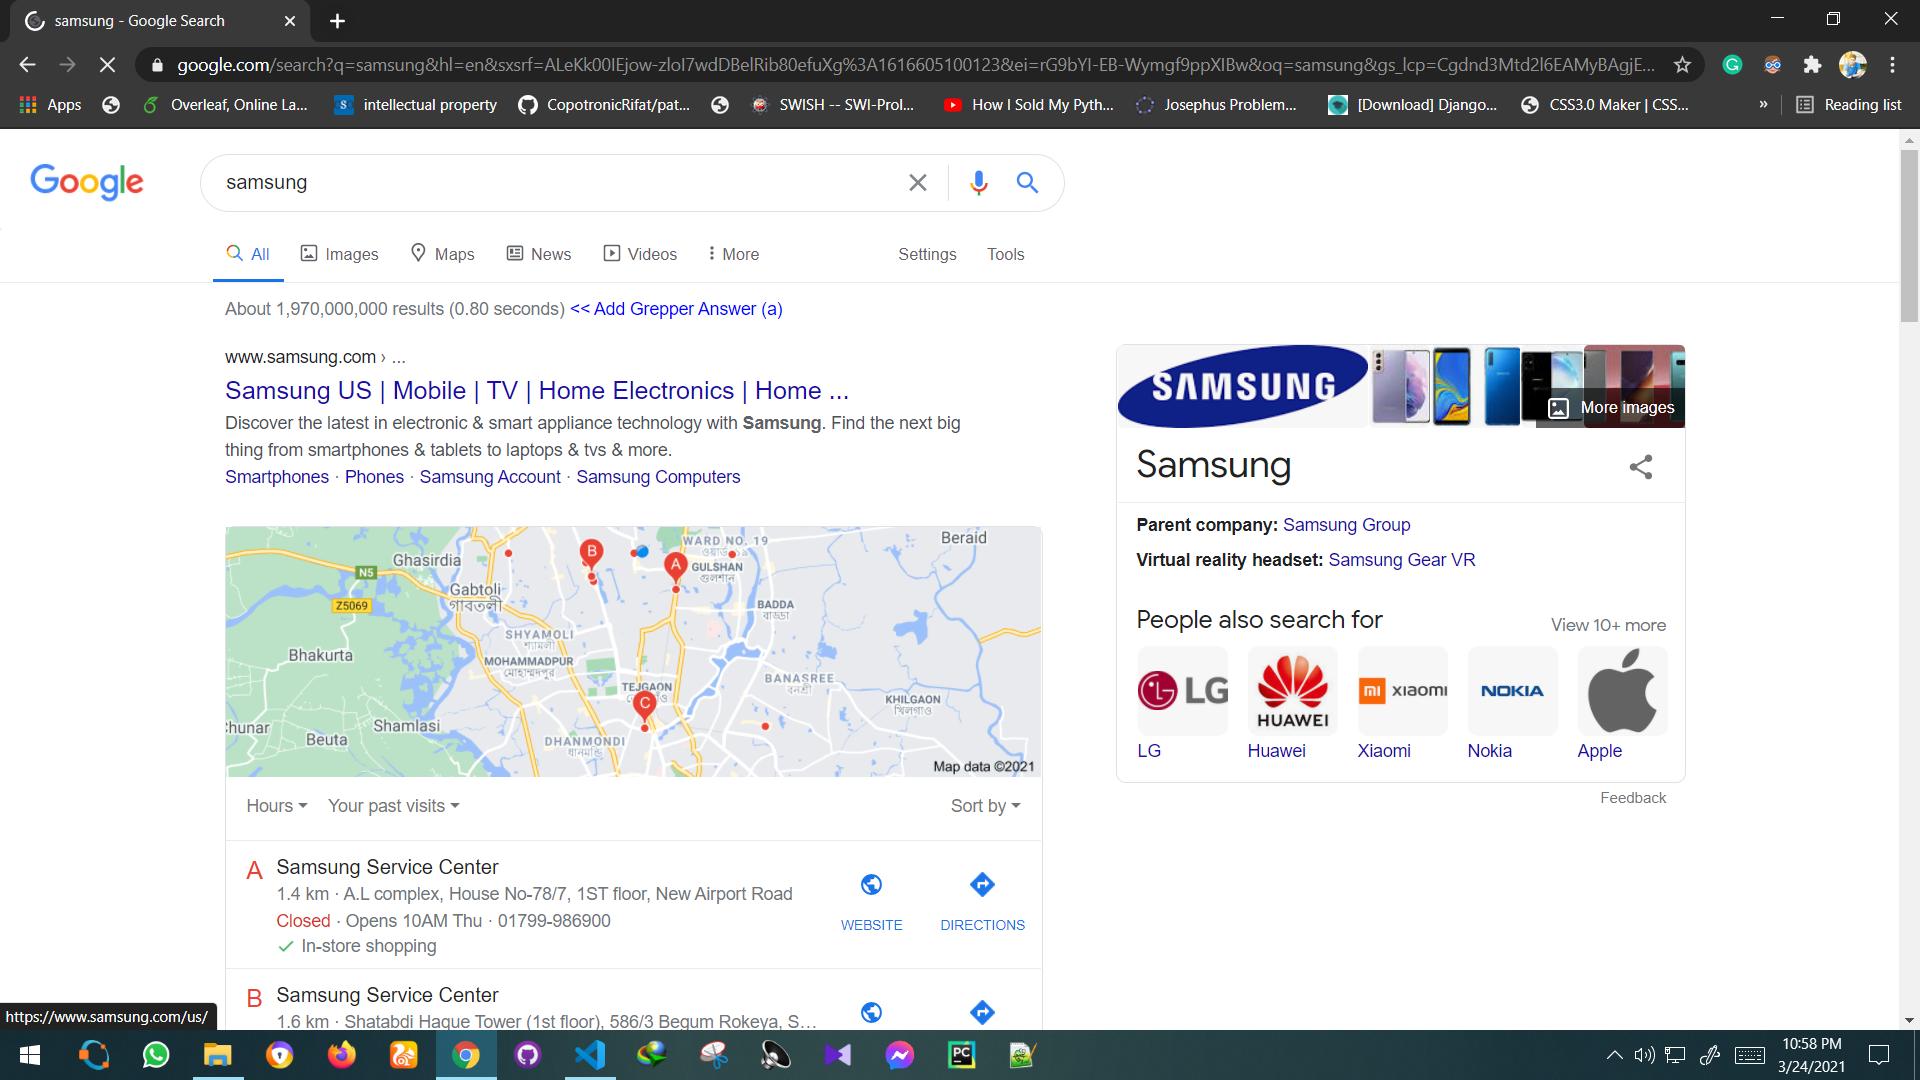 samsung - Google Search
google.com/search?q=samsung&hl=en&sxsrf=ALeKk00IEjow-zloI7wdDBelRib80efuXg%3A1616605100123&ei=rG9bYI-EB-Wymgf9ppXIBw&oq=samsung&gs_lcp=Cgdnd3Mtd2l6EAMyBAgjE...
Apps
Overleaf, Online La...
intellectual property
CopotronicRifat/pat...
SWISH -- SWI-Prol...
How I Sold My Pyth...
Josephus Problem...
[Download] Django...
CSS3.0 Maker | CSS...
»
Reading list
Google
samsung
All
Images
Maps
News
Videos
More
Settings
Tools
About 1,970,000,000 results (0.80 seconds) << Add Grepper Answer (a)
www.samsung.com › ...
Samsung US | Mobile | TV | Home Electronics | Home ...
Discover the latest in electronic & smart appliance technology with Samsung. Find the next big
thing from smartphones & tablets to laptops & tvs & more.
Smartphones · Phones · Samsung Account · Samsung Computers
WARD NO. 19
ওয়ার্ড ১৯
Beraid
Ghasirdia
B
A
GULSHAN
গুলশান
N5
Gabtoli
গাবতলী
Z5069
BADDA
বাড্ডা
SHYAMOLI
শ্যামলী
Bhakurta
MOHAMMADPUR
মোহাম্মদপুর
BANASREE
বনশ্রী
TEJGAON
C
KHILGAON
খিলগাঁও
Shamlasi
hunar
Beuta
DHANMONDI
ধানমন্ডি
Map data ©2021
Hours
Your past visits
Sort by
A
Samsung Service Center
1.4 km · A.L complex, House No-78/7, 1ST floor, New Airport Road
Closed · Opens 10AM Thu · 01799-986900
In-store shopping
WEBSITE
DIRECTIONS
B
Samsung Service Center
1.6 km · Shatabdi Haque Tower (1st floor), 586/3 Begum Rokeya, S...
SAMSUNG
More images
Samsung
Parent company: Samsung Group
Virtual reality headset: Samsung Gear VR
People also search for
View 10+ more
LG
HUAWEI
mi xiaomi
NOKIA
LG
Huawei
Xiaomi
Nokia
Apple
Feedback
https://www.samsung.com/us/
PC
10:58 PM
3/24/2021